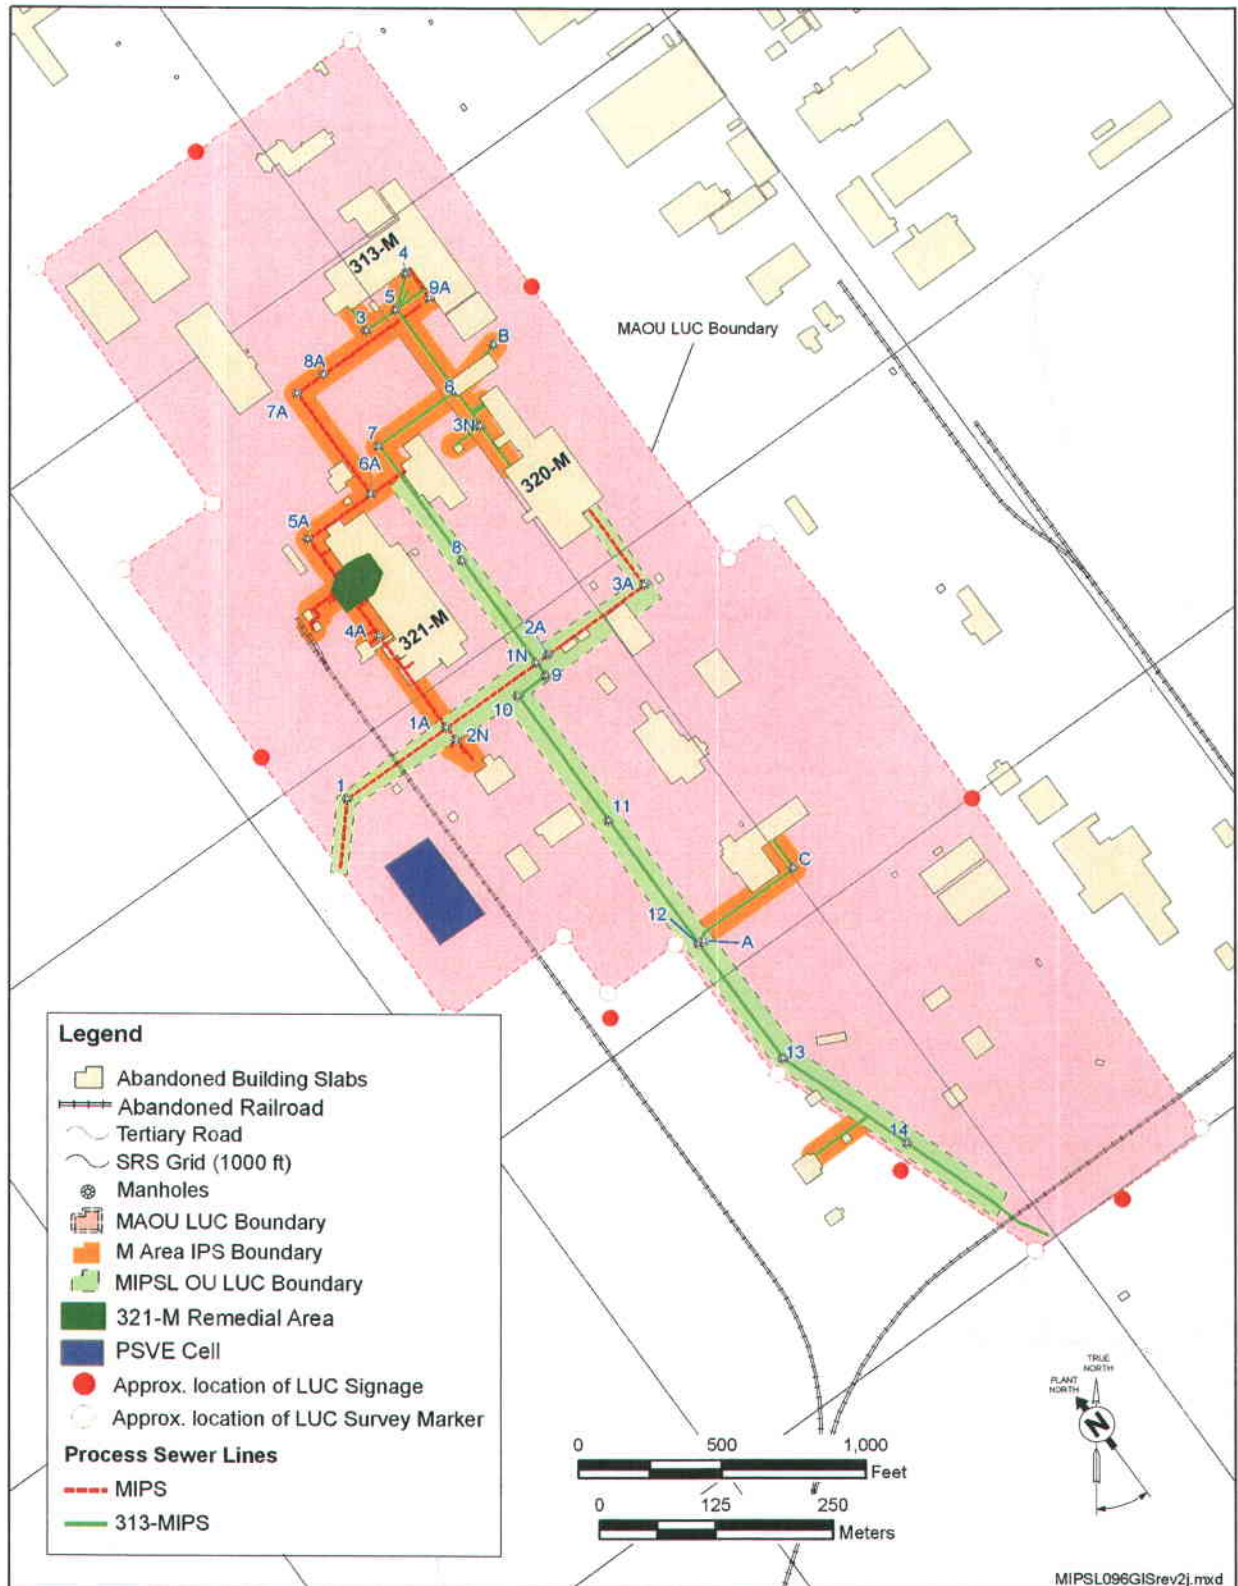 313-M
4
9A
5
3
B
MAOU LUC Boundary
8A
7A
6
3N
7
6A
320-M
5A
8
3A
4A
321-M
2A
1N
9
10
1A
2N
1
11
C
12
A
13
14
Legend
Abandoned Building Slabs
Abandoned Railroad
Tertiary Road
SRS Grid (1000 ft)
Manholes
MAOU LUC Boundary
M Area IPS Boundary
MIPSL OU LUC Boundary
321-M Remedial Area
PSVE Cell
Approx. location of LUC Signage
Approx. location of LUC Survey Marker
Process Sewer Lines
MIPS
313-MIPS
0 500 1,000
Feet
0 125 250
Meters
TRUE
NORTH
PLANT
NORTH
N
MIPSL096GISrev2j.mxd